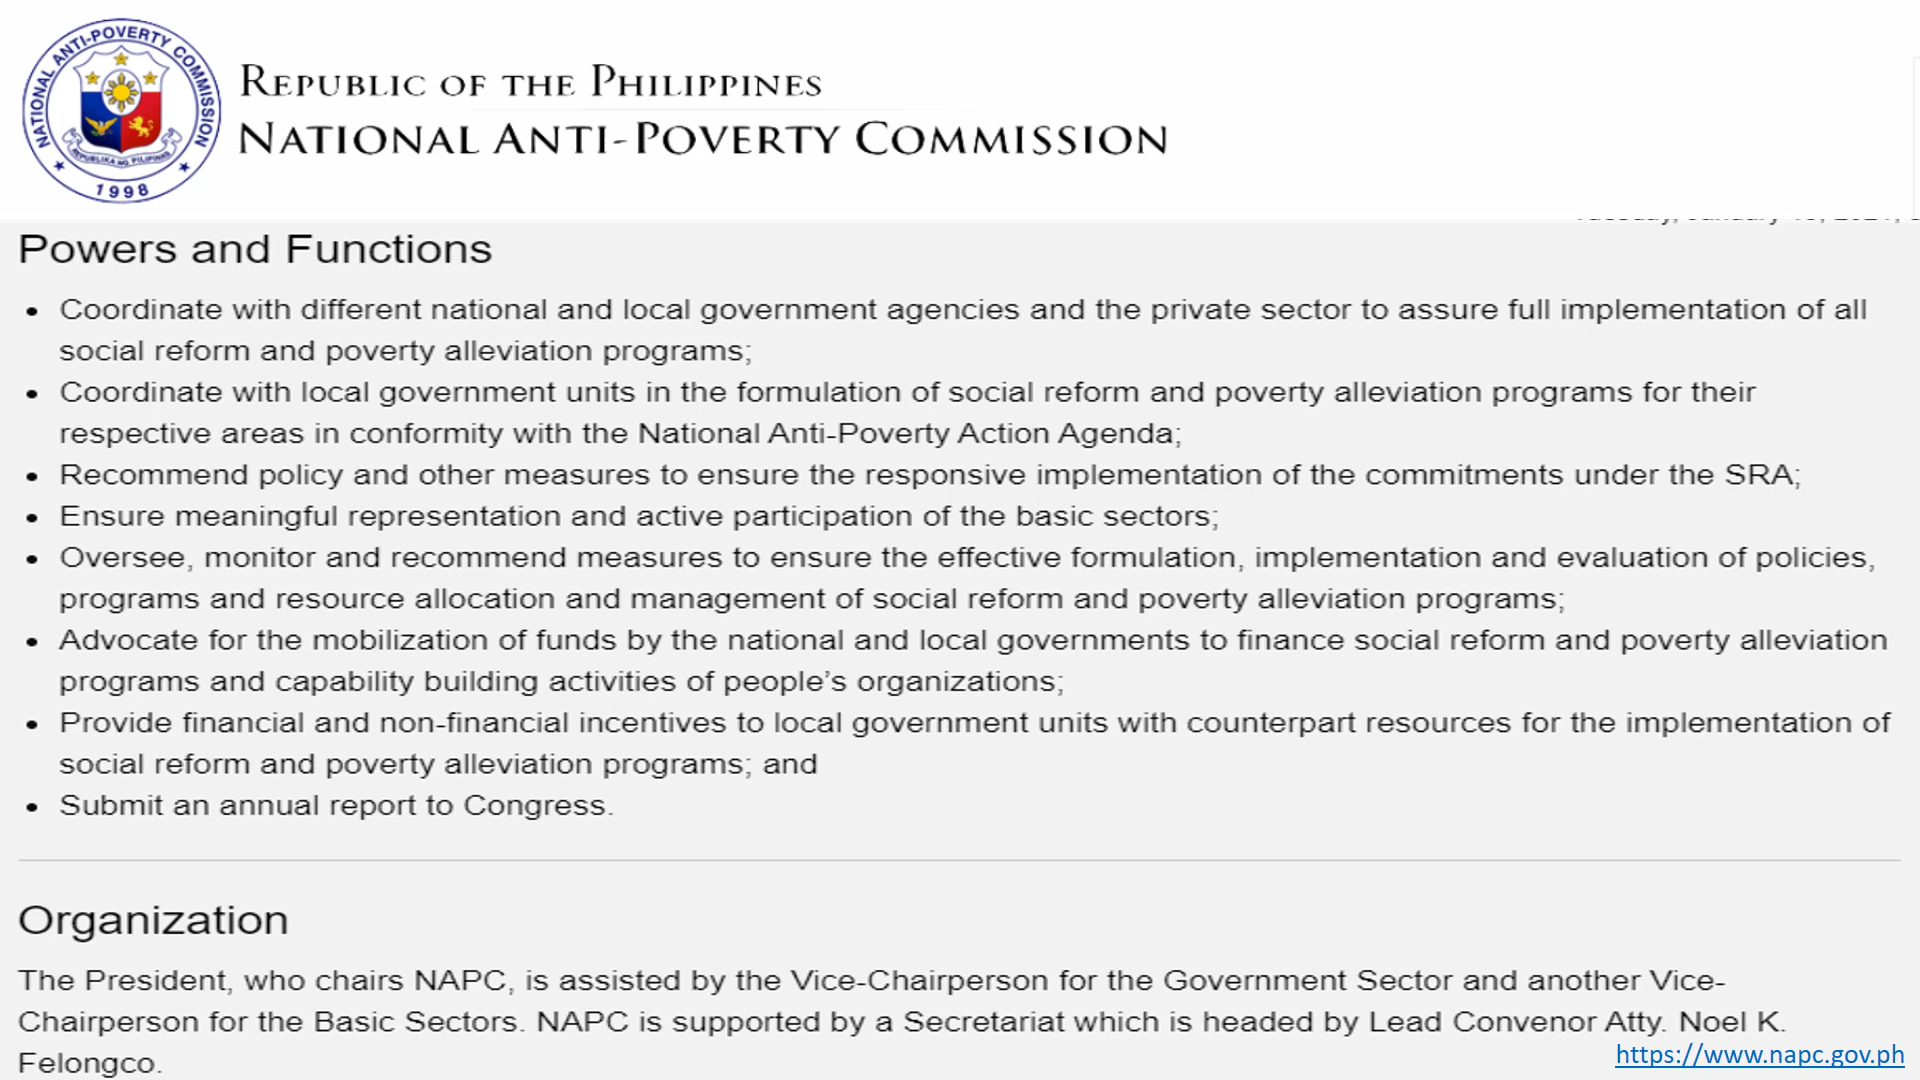 NATIONAL ANTI-POVERTY COMMISSION
REPUBLIKA NG PILIPINAS
1998
REPUBLIC OF THE PHILIPPINES
NATIONAL ANTI-POVERTY COMMISSION
Powers and Functions
• Coordinate with different national and local government agencies and the private sector to assure full implementation of all
social reform and poverty alleviation programs;
• Coordinate with local government units in the formulation of social reform and poverty alleviation programs for their
respective areas in conformity with the National Anti-Poverty Action Agenda;
• Recommend policy and other measures to ensure the responsive implementation of the commitments under the SRA;
• Ensure meaningful representation and active participation of the basic sectors;
• Oversee, monitor and recommend measures to ensure the effective formulation, implementation and evaluation of policies,
programs and resource allocation and management of social reform and poverty alleviation programs;
• Advocate for the mobilization of funds by the national and local governments to finance social reform and poverty alleviation
programs and capability building activities of people’s organizations;
• Provide financial and non-financial incentives to local government units with counterpart resources for the implementation of
social reform and poverty alleviation programs; and
• Submit an annual report to Congress.
Organization
The President, who chairs NAPC, is assisted by the Vice-Chairperson for the Government Sector and another Vice-
Chairperson for the Basic Sectors. NAPC is supported by a Secretariat which is headed by Lead Convenor Atty. Noel K.
Felongco.
https://www.napc.gov.ph